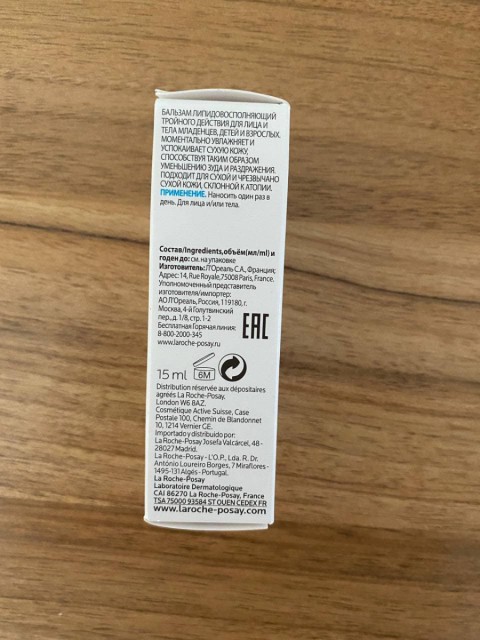 БАЛЬЗАМ ЛИПИДОВОСПОЛНЯЮЩИЙ
ТРОЙНОГО ДЕЙСТВИЯ ДЛЯ ЛИЦА И
ТЕЛА МЛАДЕНЦЕВ, ДЕТЕЙ И ВЗРОСЛЫХ.
МОМЕНТАЛЬНО УВЛАЖНЯЕТ И
УСПОКАИВАЕТ СУХУЮ КОЖУ,
СПОСОБСТВУЯ ТАКИМ ОБРАЗОМ
УМЕНЬШЕНИЮ ЗУДА И РАЗДРАЖЕНИЯ.
ПОДХОДИТ ДЛЯ СУХОЙ И ЧРЕЗВЫЧАЙНО
СУХОЙ КОЖИ, СКЛОННОЙ К АТОПИИ.
ПРИМЕНЕНИЕ. Наносить один раз в
день. Для лица и/или тела.
Состав/Ingredients,объём(мл/ml) и
годен до: см. на упаковке
Изготовитель: Л'Ореаль С.А., Франция;
Адрес: 14, Rue Royale, 75008 Paris, France.
Уполномоченный представитель
изготовителя/импортер:
АО Л'Ореаль, Россия, 119180, г.
Москва, 4-й Голутвинский
пер., д. 1/8, стр. 1-2
Бесплатная Горячая линия:
8-800-2000-345
www.laroche-posay.ru
EAC
15 ml 6M
Distribution réservée aux dépositaires
agréés La Roche-Posay.
London W6 8AZ.
Cosmétique Active Suisse, Case
Postale 100, Chemin de Blandonnet
10, 1214 Vernier GE.
Importado y distribuido por:
La Roche-Posay Josefa Valcárcel, 48 -
28027 Madrid.
La Roche-Posay - L'O.P., Lda. R. Dr.
António Loureiro Borges, 7 Miraflores -
1495-131 Algés - Portugal.
La Roche-Posay
Laboratoire Dermatologique
CAI 86270 La Roche-Posay, France
TSA 75000 93584 ST OUEN CEDEX FR
www.laroche-posay.com